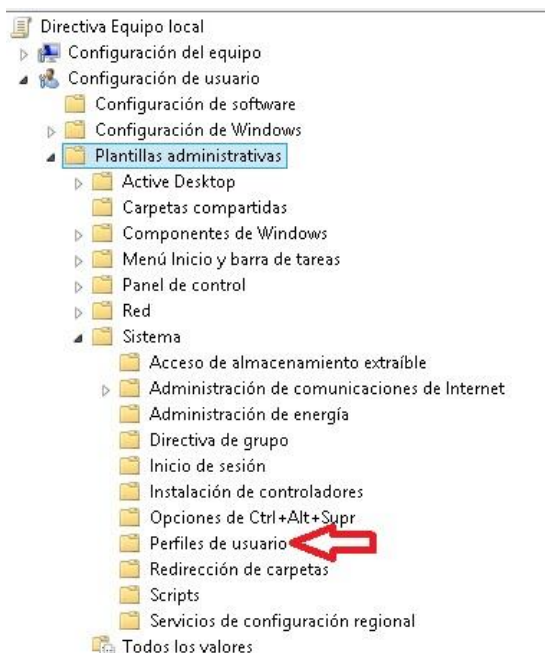 Directiva Equipo local
Configuración del equipo
Configuración de usuario
Configuración de software
Configuración de Windows
Plantillas administrativas
Active Desktop
Carpetas compartidas
Componentes de Windows
Menú Inicio y barra de tareas
Panel de control
Red
Sistema
Acceso de almacenamiento extraíble
Administración de comunicaciones de Internet
Administración de energía
Directiva de grupo
Inicio de sesión
Instalación de controladores
Opciones de Ctrl+Alt+Supr
Perfiles de usuario
Redirección de carpetas
Scripts
Servicios de configuración regional
Todos los valores